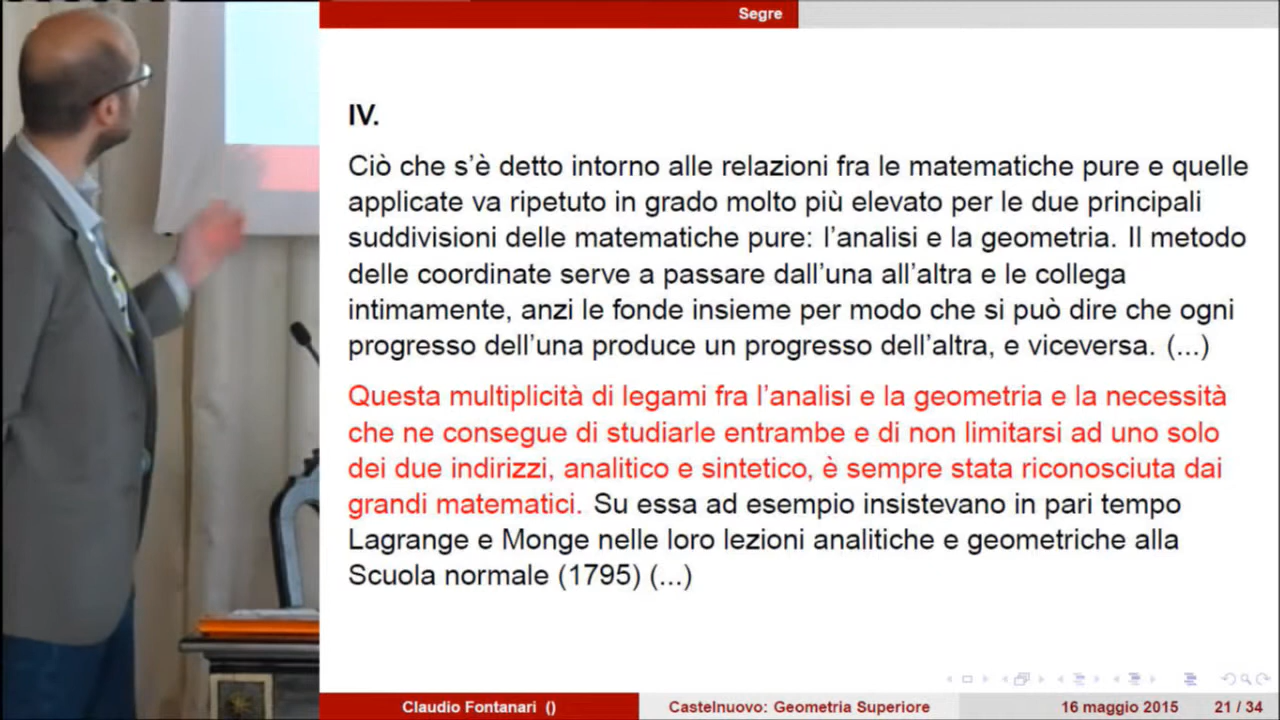 Segre
IV.
Ciò che s'è detto intorno alle relazioni fra le matematiche pure e quelle
applicate va ripetuto in grado molto più elevato per le due principali
suddivisioni delle matematiche pure: l'analisi e la geometria. Il metodo
delle coordinate serve a passare dall'una all'altra e le collega
intimamente, anzi le fonde insieme per modo che si può dire che ogni
progresso dell'una produce un progresso dell'altra, e viceversa. (...)
Questa multiplicità di legami fra l'analisi e la geometria e la necessità
che ne consegue di studiarle entrambe e di non limitarsi ad uno solo
dei due indirizzi, analitico e sintetico, è sempre stata riconosciuta dai
grandi matematici. Su essa ad esempio insistevano in pari tempo
Lagrange e Monge nelle loro lezioni analitiche e geometriche alla
Scuola normale (1795) (...)
Claudio Fontanari () Castelnuovo: Geometria Superiore 16 maggio 2015 21 / 34